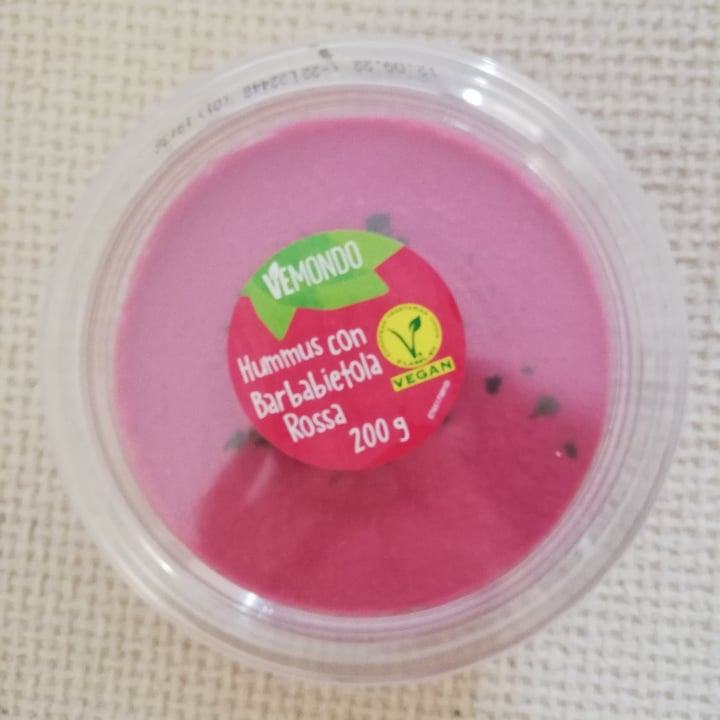 VEMONDO
Hummus con
Barbabietola
Rossa
200 g
VEGAN